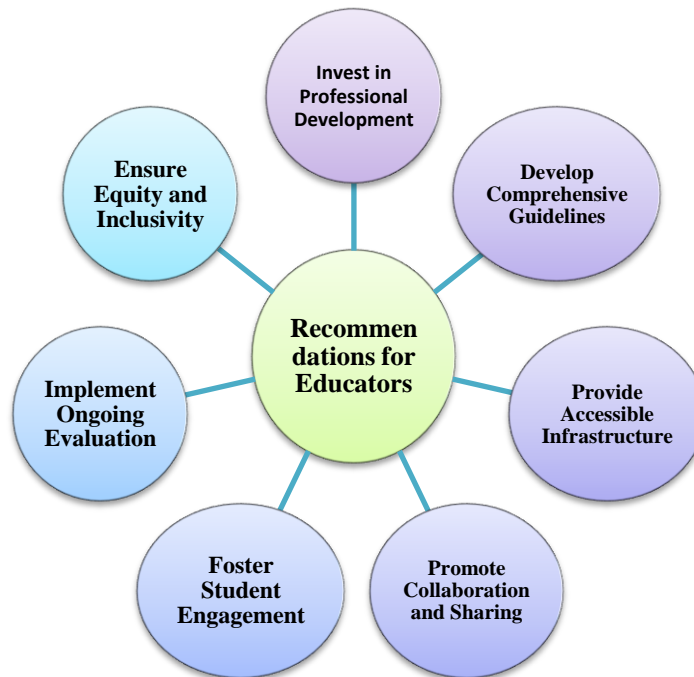 Invest in
Professional
Development
Develop
Comprehensive
Guidelines
Provide
Accessible
Infrastructure
Promote
Collaboration
and Sharing
Foster
Student
Engagement
Implement
Ongoing
Evaluation
Ensure
Equity and
Inclusivity
Recommen
dations for
Educators